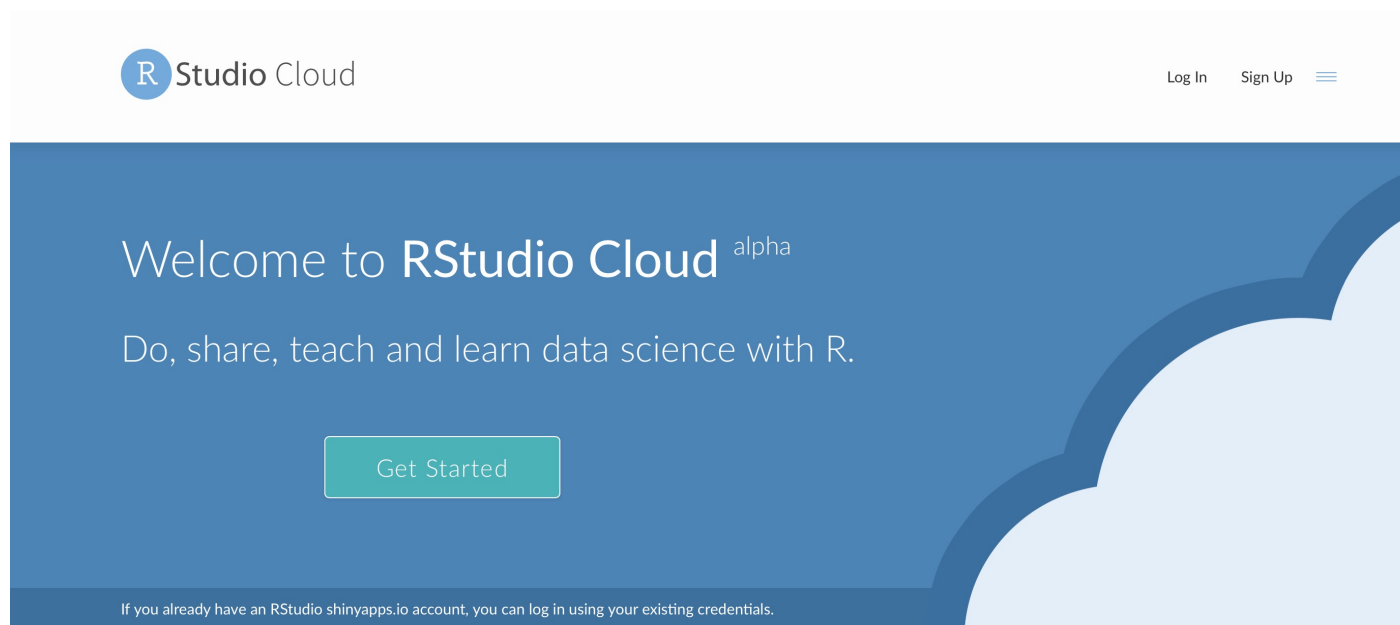 R Studio Cloud
Log In Sign Up
Welcome to RStudio Cloud alpha
Do, share, teach and learn data science with R.
Get Started
If you already have an RStudio shinyapps.io account, you can log in using your existing credentials.